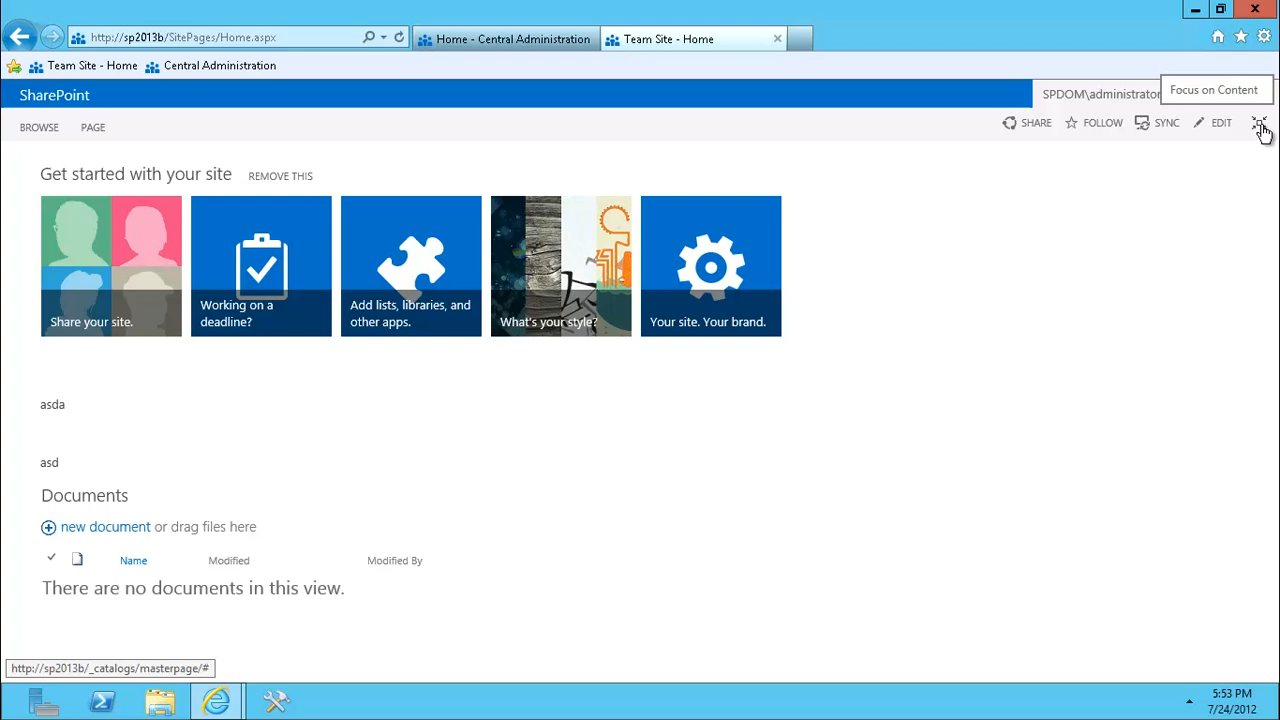 http://sp2013b/SitePages/Home.aspx
Home - Central Administration
Team Site - Home
Team Site - Home
Central Administration
SharePoint
SPDOM\administrator
Focus on Content
BROWSE
PAGE
SHARE
FOLLOW
SYNC
EDIT
Get started with your site
REMOVE THIS
Share your site.
Working on a
deadline?
Add lists, libraries, and
other apps.
What's your style?
Your site. Your brand.
asda
asd
Documents
new document or drag files here
Name
Modified
Modified By
There are no documents in this view.
http://sp2013b/_catalogs/masterpage/#
5:53 PM
7/24/2012